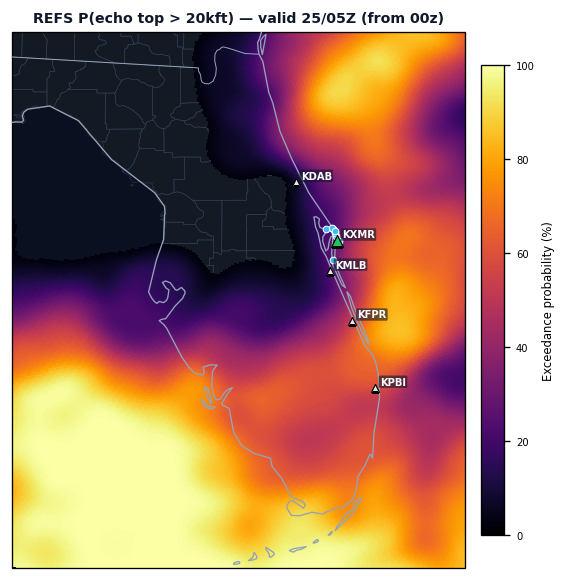 REFS P(echo top > 20kft) — valid 25/05Z (from 00z)
KDAB
KXMR
KMLB
KFPR
KPBI
100
80
60
40
20
0
Exceedance probability (%)